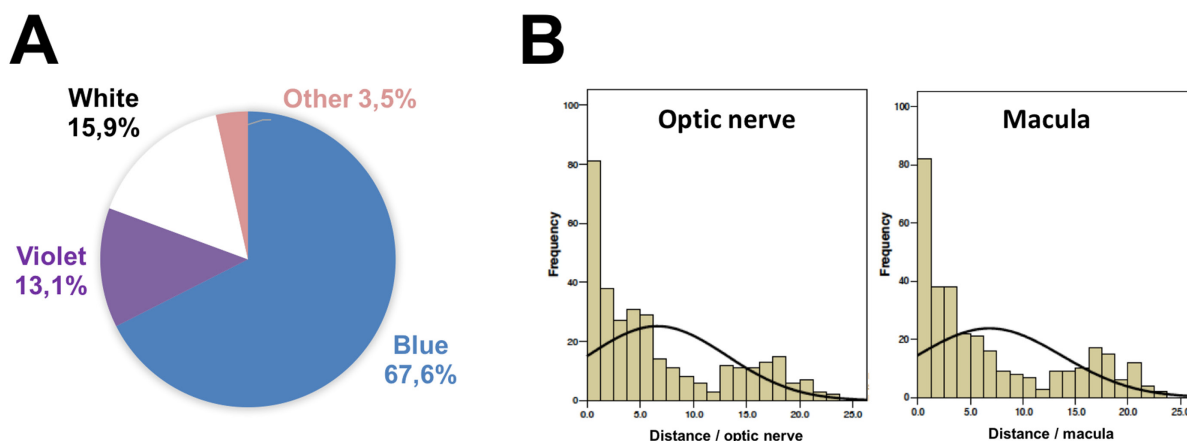 A
White
15,9%
Other 3,5%
Violet
13,1%
Blue
67,6%
B
Optic nerve
100
80
60
40
20
0
Frequency
0.0
5.0
10.0
15.0
20.0
25.0
Distance / optic nerve
Macula
100
80
60
40
20
0
Frequency
0.0
5.0
10.0
15.0
20.0
25.0
Distance / macula